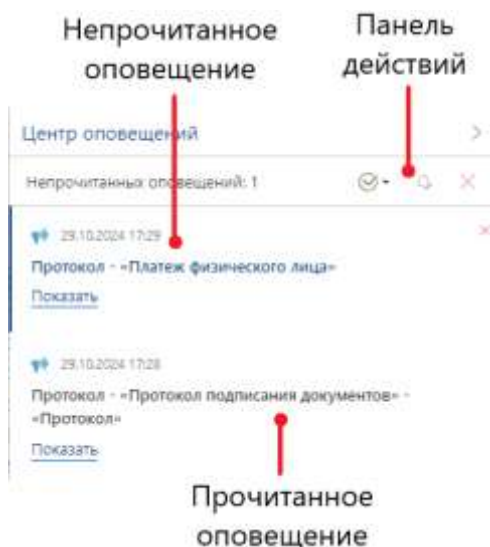 Непрочитанное
оповещение
Панель
действий
Центр оповещений
Непрочитанных оповещений: 1
29.10.2024 17:29
Протокол - «Платеж физического лица»
Показать
29.10.2024 17:28
Протокол - «Протокол подписания документов» -
«Протокол»
Показать
Прочитанное
оповещение